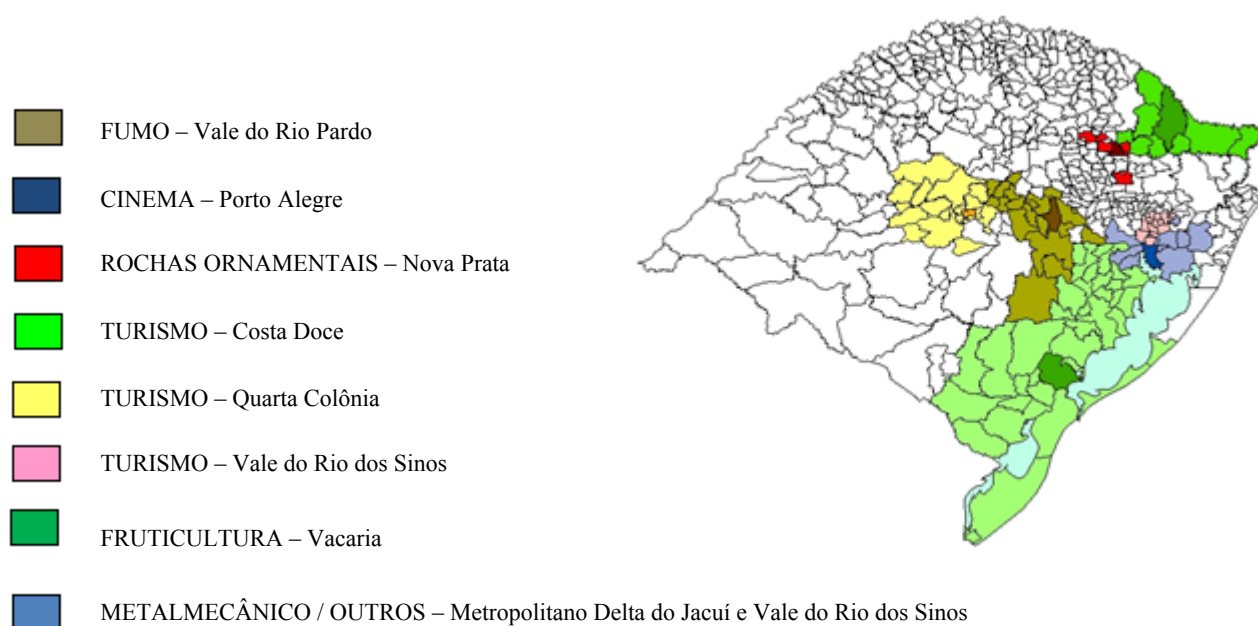 FUMO – Vale do Rio Pardo
CINEMA – Porto Alegre
ROCHAS ORNAMENTAIS – Nova Prata
TURISMO – Costa Doce
TURISMO – Quarta Colônia
TURISMO – Vale do Rio dos Sinos
FRUTICULTURA – Vacaria
METALMECÂNICO / OUTROS – Metropolitano Delta do Jacuí e Vale do Rio dos Sinos